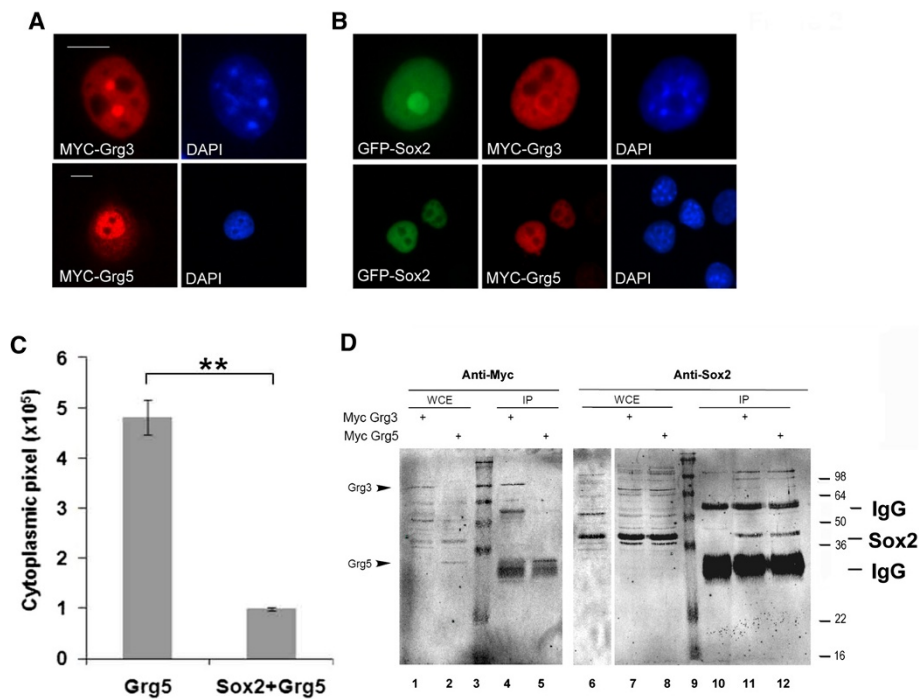 A
B
MYC-Grg3
DAPI
GFP-Sox2
MYC-Grg3
DAPI
MYC-Grg5
DAPI
GFP-Sox2
MYC-Grg5
DAPI
C
Cytoplasmic pixel (x10⁵)
6
5
4
3
2
1
0
**
Grg5
Sox2+Grg5
D
Anti-Myc
Anti-Sox2
WCE
IP
WCE
IP
Myc Grg3 + + + +
Myc Grg5 + + + +
Grg3
Grg5
98
64
50
36
22
16
IgG
Sox2
IgG
1 2 3 4 5 6 7 8 9 10 11 12